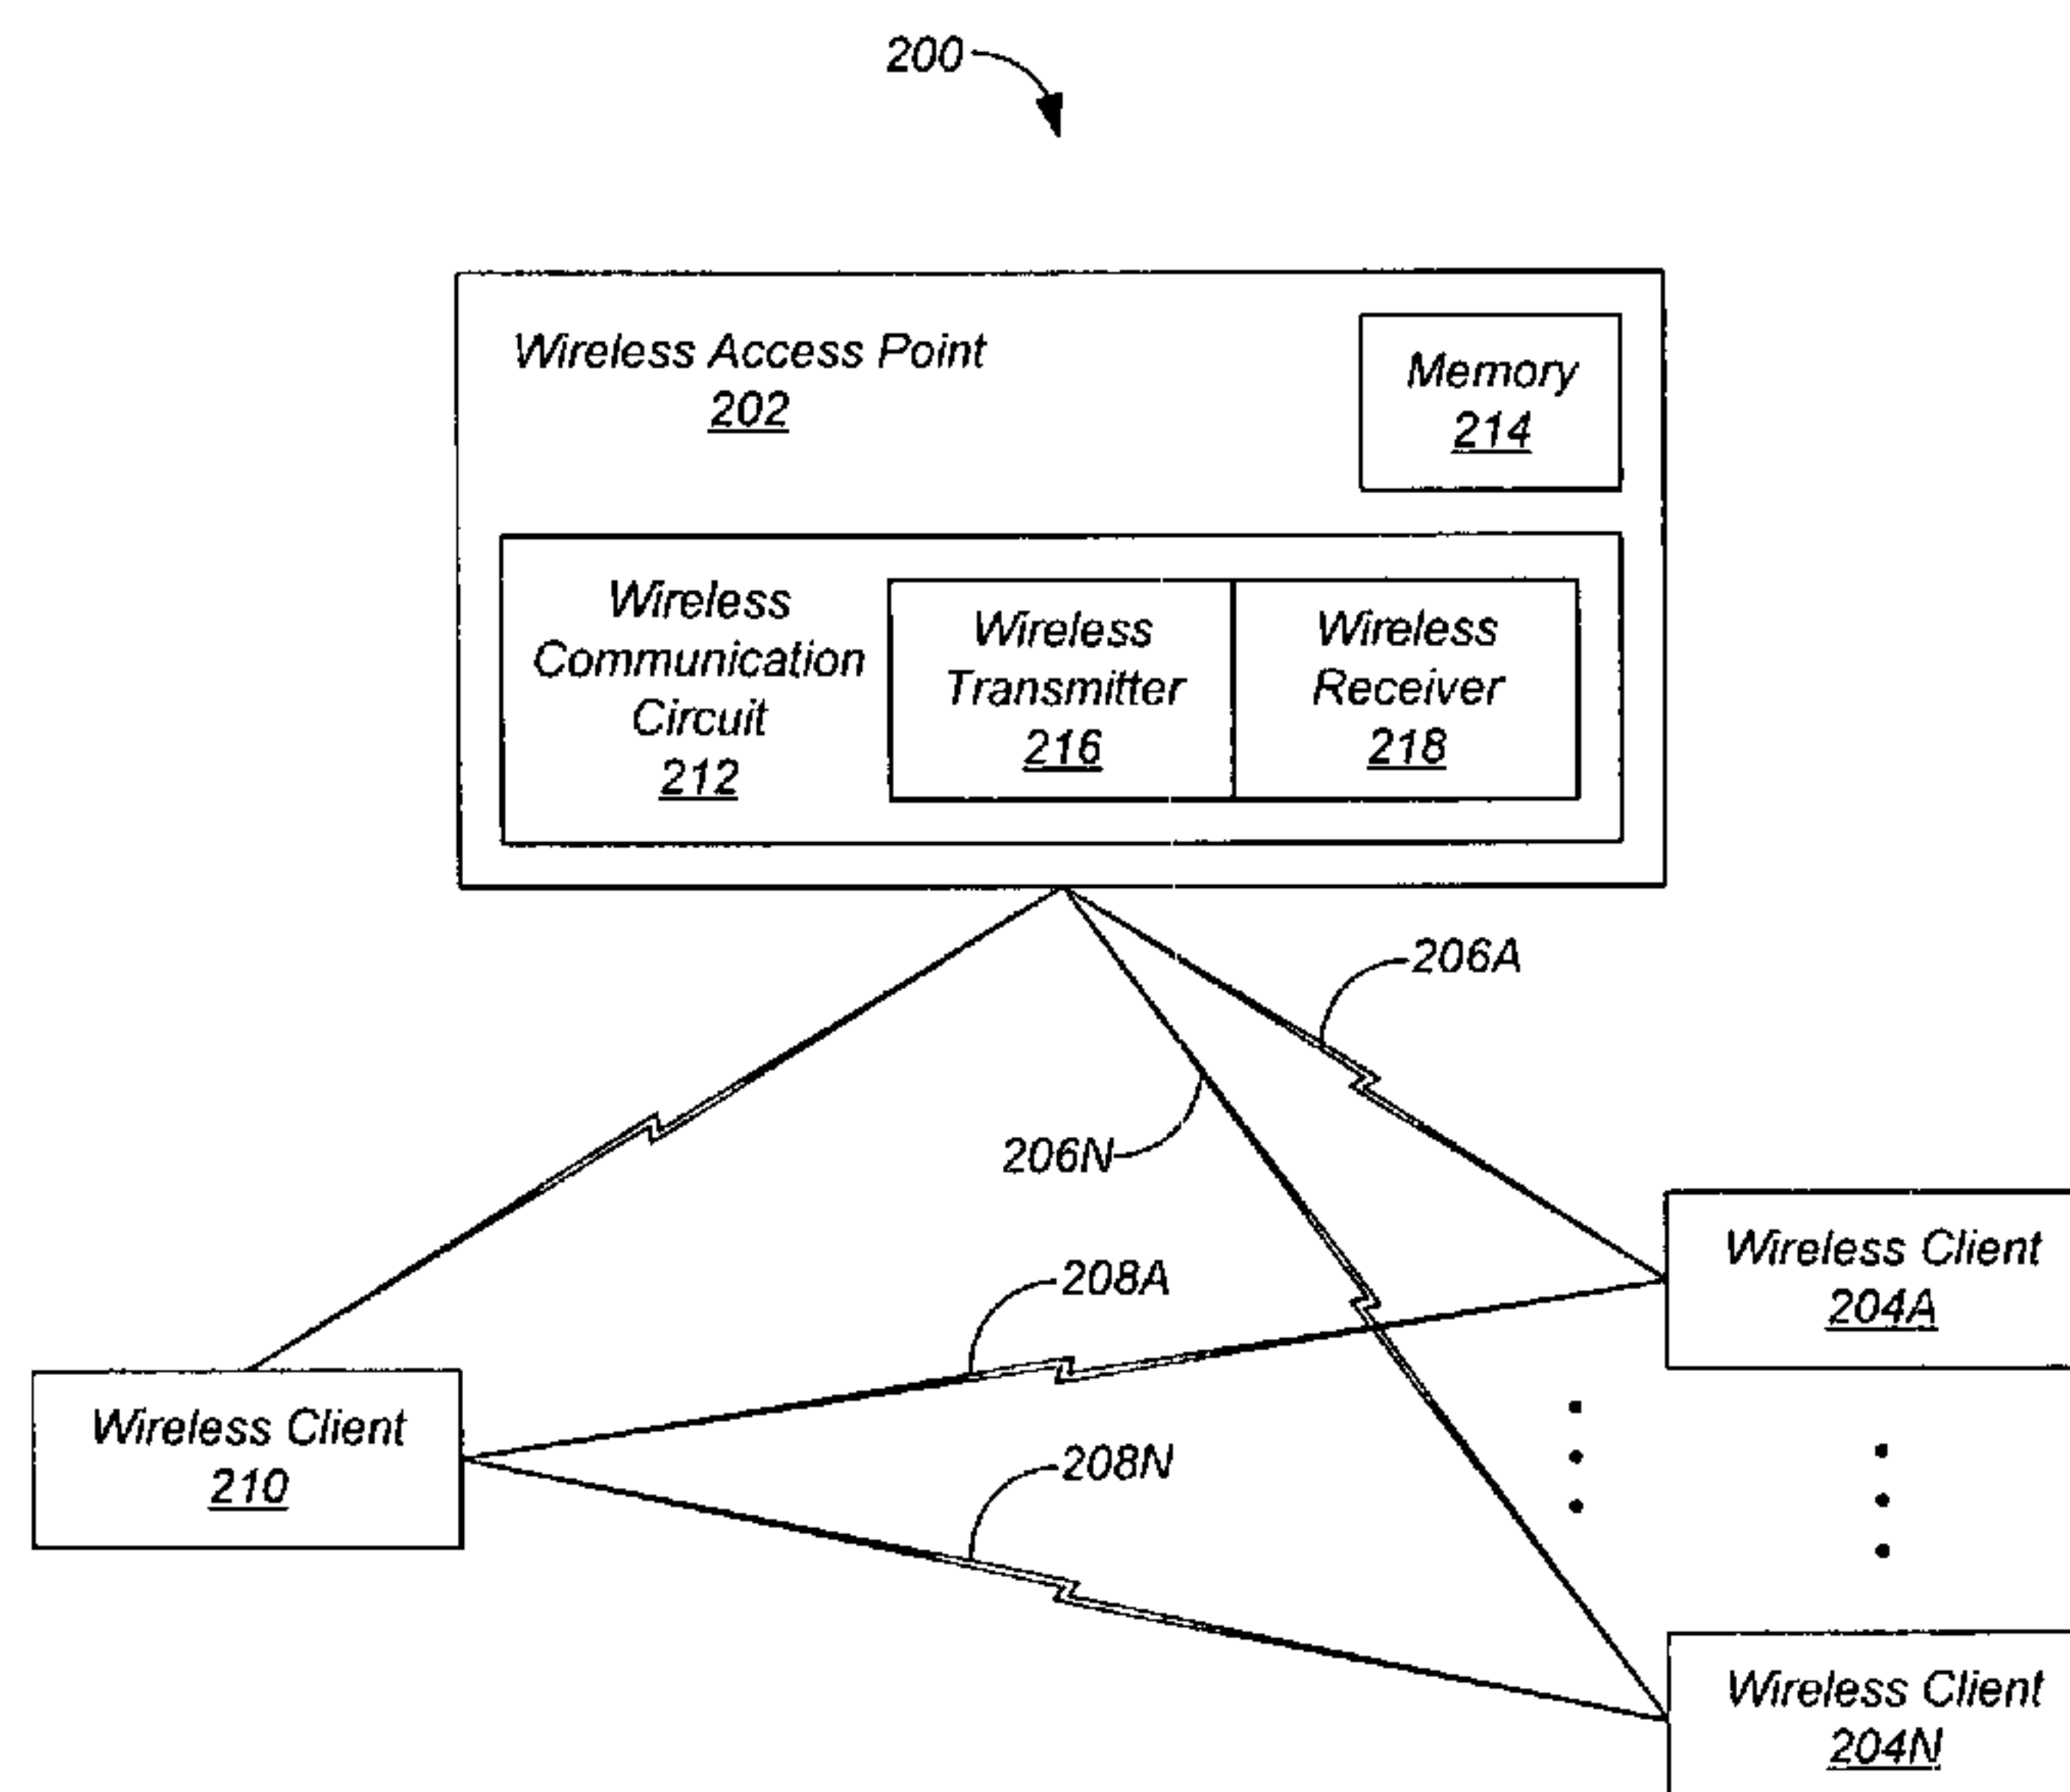 200
Wireless Access Point
202
Memory
214
Wireless
Communication
Circuit
212
Wireless
Transmitter
216
Wireless
Receiver
218
206A
206N
208A
208N
Wireless Client
204A
Wireless Client
210
Wireless Client
204N